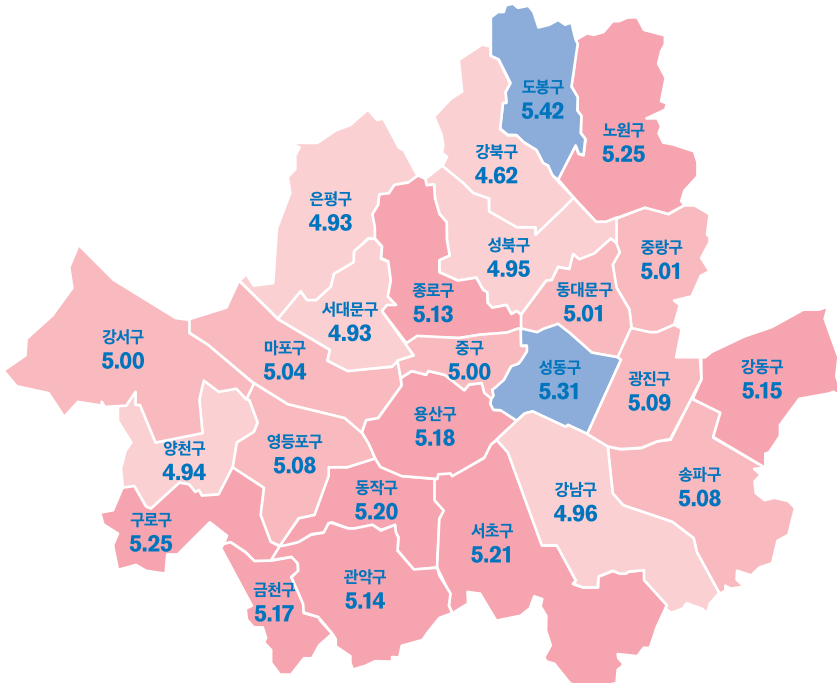 도봉구
5.42
노원구
5.25
강북구
4.62
은평구
4.93
성북구
4.95
중랑구
5.01
종로구
5.13
동대문구
5.01
서대문구
4.93
강서구
5.00
마포구
5.04
중구
5.00
성동구
5.31
광진구
5.09
강동구
5.15
용산구
5.18
양천구
4.94
영등포구
5.08
송파구
5.08
강남구
4.96
동작구
5.20
구로구
5.25
서초구
5.21
관악구
5.14
금천구
5.17